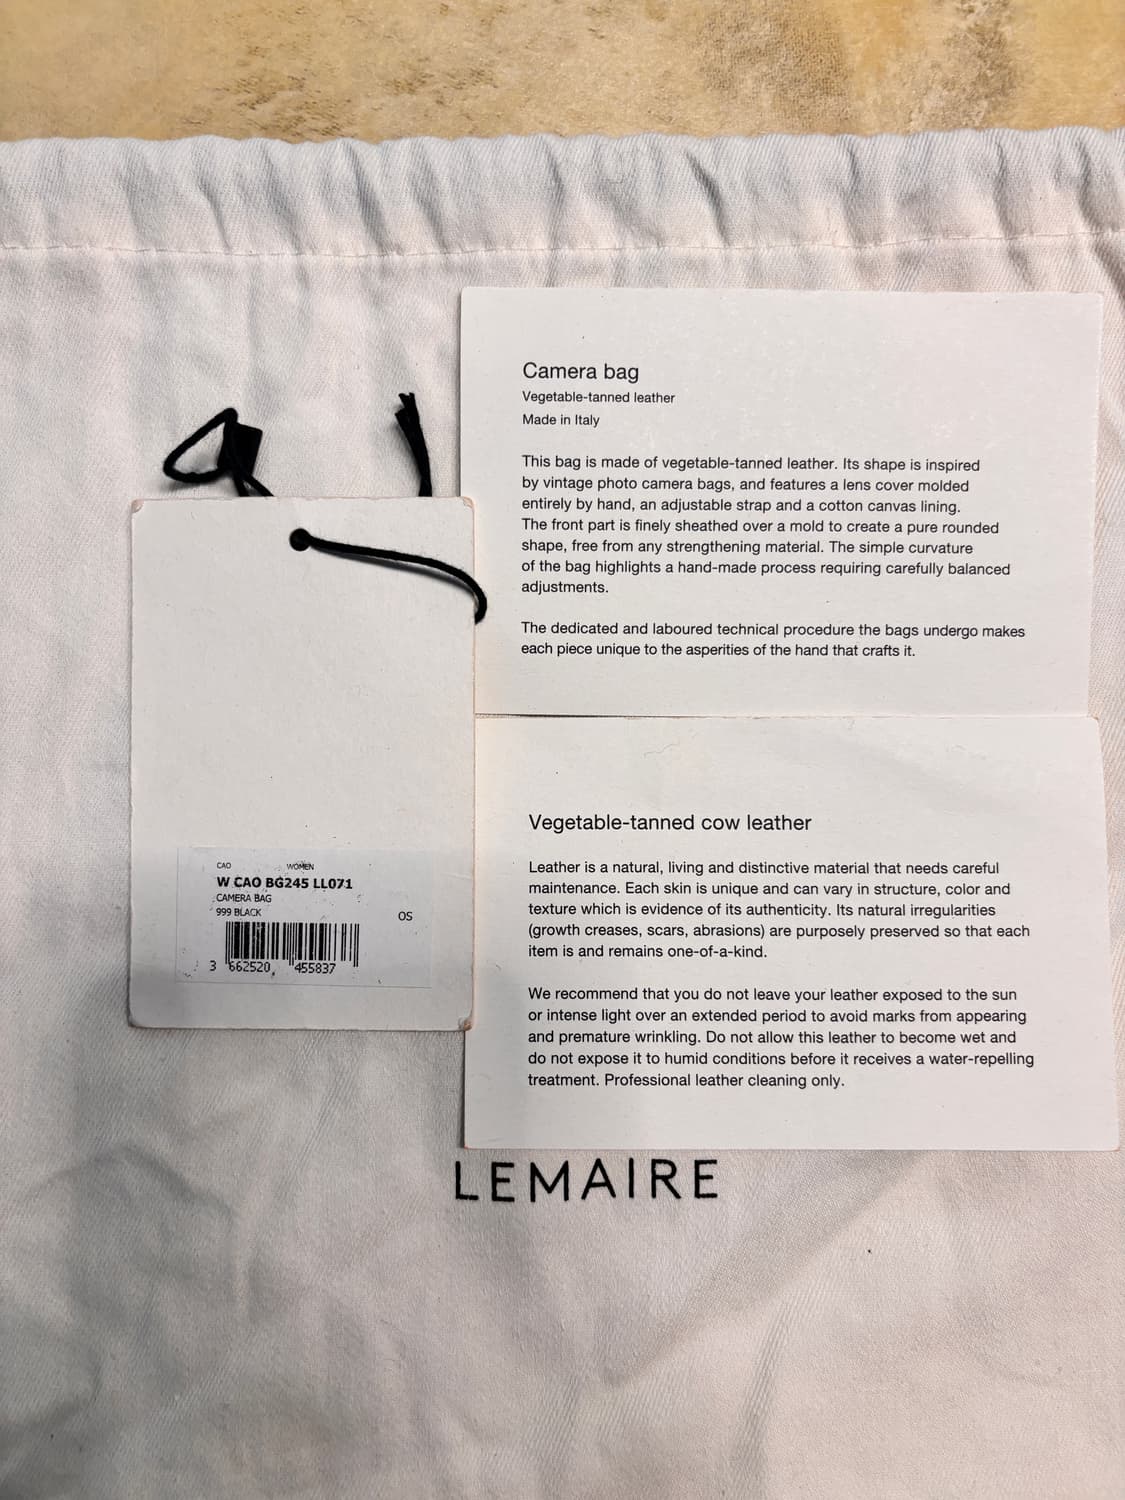 Camera bag
Vegetable-tanned leather
Made in Italy
This bag is made of vegetable-tanned leather. Its shape is inspired
by vintage photo camera bags, and features a lens cover molded
entirely by hand, an adjustable strap and a cotton canvas lining.
The front part is finely sheathed over a mold to create a pure rounded
shape, free from any strengthening material. The simple curvature
of the bag highlights a hand-made process requiring carefully balanced
adjustments.
The dedicated and laboured technical procedure the bags undergo makes
each piece unique to the asperities of the hand that crafts it.
CAO WOMEN
W CAO BG245 LL071
CAMERA BAG
999 BLACK OS
3 662520 455837
Vegetable-tanned cow leather
Leather is a natural, living and distinctive material that needs careful
maintenance. Each skin is unique and can vary in structure, color and
texture which is evidence of its authenticity. Its natural irregularities
(growth creases, scars, abrasions) are purposely preserved so that each
item is and remains one-of-a-kind.
We recommend that you do not leave your leather exposed to the sun
or intense light over an extended period to avoid marks from appearing
and premature wrinkling. Do not allow this leather to become wet and
do not expose it to humid conditions before it receives a water-repelling
treatment. Professional leather cleaning only.
LEMAIRE